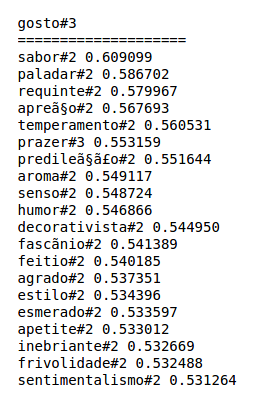 gosto#3
====================
sabor#2 0.609099
paladar#2 0.586702
requinte#2 0.579967
apreã§o#2 0.567693
temperamento#2 0.560531
prazer#3 0.553159
predileã§ã£o#2 0.551644
aroma#2 0.549117
senso#2 0.548724
humor#2 0.546866
decorativista#2 0.544950
fascãnio#2 0.541389
feitio#2 0.540185
agrado#2 0.537351
estilo#2 0.534396
esmerado#2 0.533597
apetite#2 0.533012
inebriante#2 0.532669
frivolidade#2 0.532488
sentimentalismo#2 0.531264